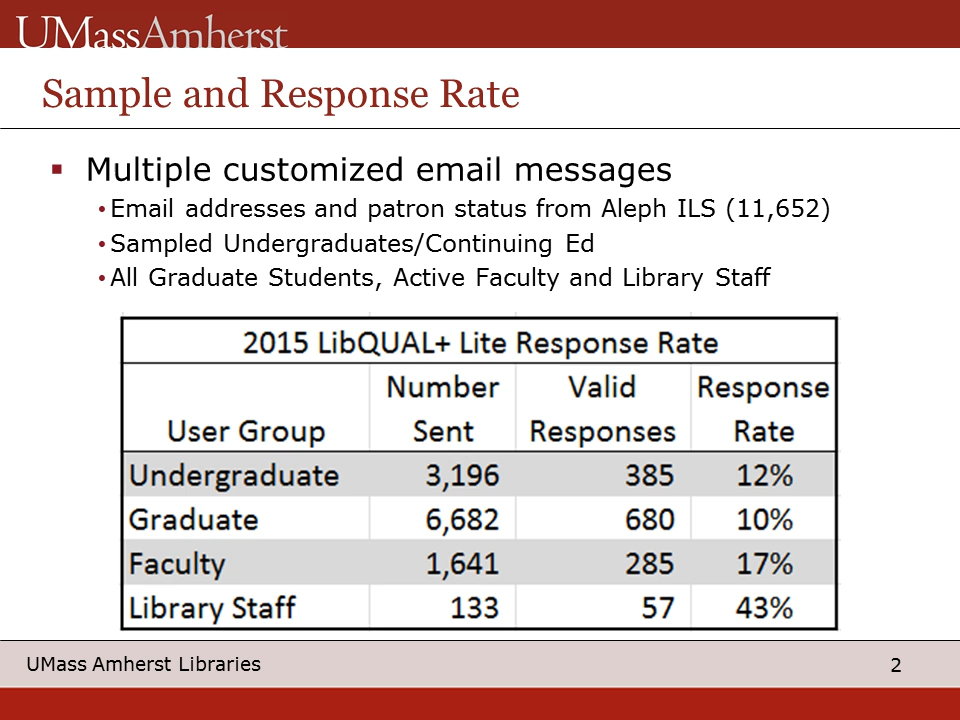 UMassAmherst
Sample and Response Rate
▪ Multiple customized email messages
• Email addresses and patron status from Aleph ILS (11,652)
• Sampled Undergraduates/Continuing Ed
• All Graduate Students, Active Faculty and Library Staff
2015 LibQUAL+ Lite Response Rate
User Group Number Sent Valid Responses Response Rate
Undergraduate 3,196 385 12%
Graduate 6,682 680 10%
Faculty 1,641 285 17%
Library Staff 133 57 43%
UMass Amherst Libraries 2